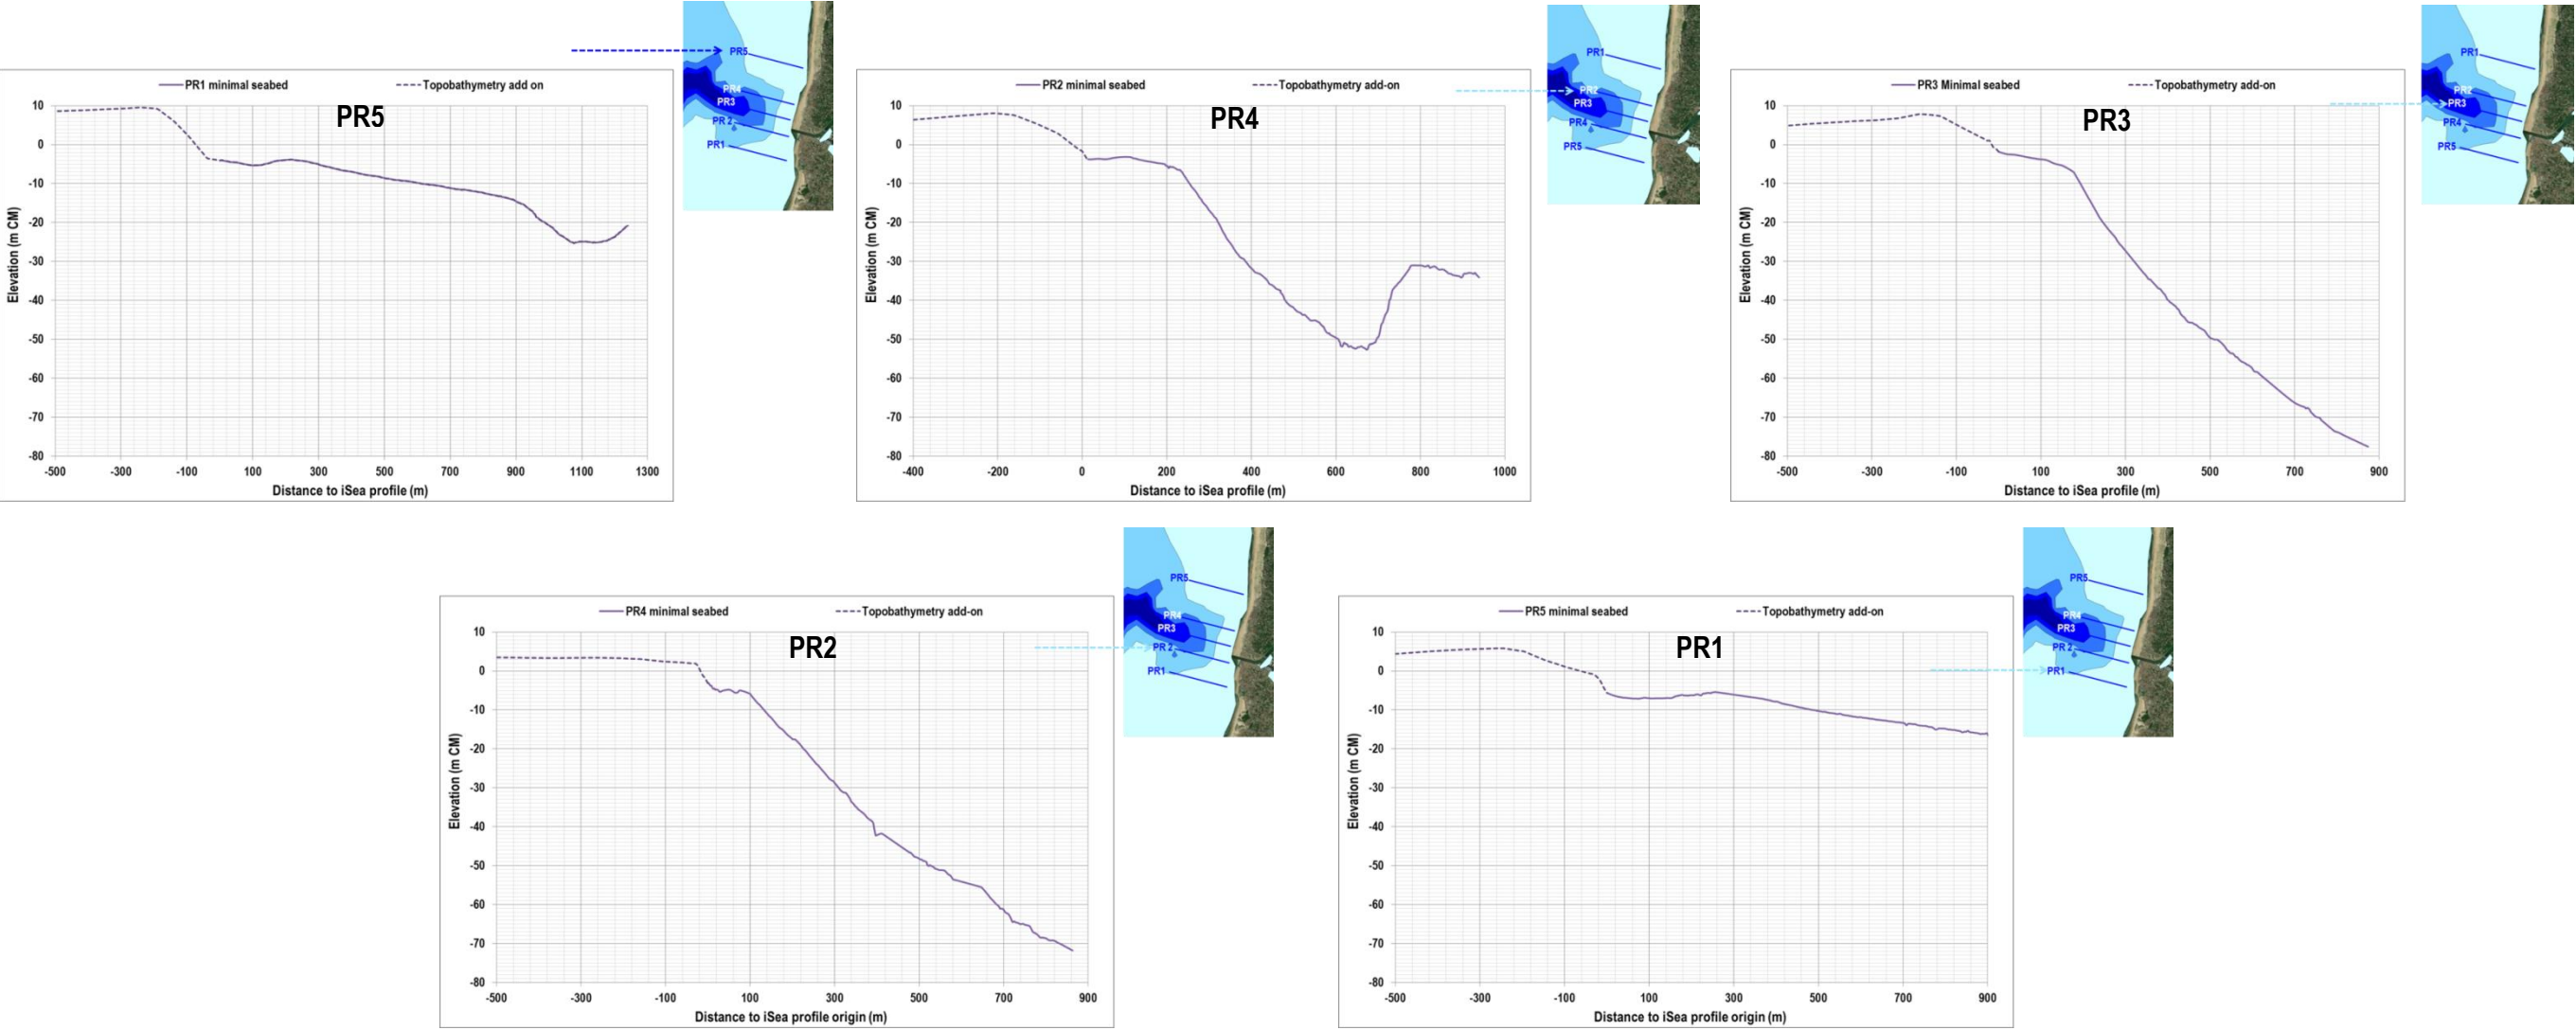 PR1 minimal seabed Topobathymetry add on
PR5
10
0
-10
-20
-30
-40
-50
-60
-70
-80
-500 -300 -100 100 300 500 700 900 1100 1300
Elevation (m CM)
Distance to iSea profile (m)
PR5
PR4
PR3
PR 2
PR1
PR2 minimal seabed Topobathymetry add-on
PR4
10
0
-10
-20
-30
-40
-50
-60
-70
-80
-400 -200 0 200 400 600 800 1000
Elevation (m CM)
Distance to iSea profile (m)
PR1
PR2
PR3
PR4
PR5
PR3 Minimal seabed Topobathymetry add-on
PR3
10
0
-10
-20
-30
-40
-50
-60
-70
-80
-500 -300 -100 100 300 500 700 900
Elevation (m CM)
Distance to iSea profile (m)
PR1
PR2
PR3
PR4
PR5
PR4 minimal seabed Topobathymetry add-on
PR2
10
0
-10
-20
-30
-40
-50
-60
-70
-80
-500 -300 -100 100 300 500 700 900
Elevation (m CM)
Distance to iSea profile origin (m)
PR5
PR4
PR3
PR 2
PR1
PR5 minimal seabed Topobathymetry add-on
PR1
10
0
-10
-20
-30
-40
-50
-60
-70
-80
-500 -300 -100 100 300 500 700 900
Elevation (m CM)
Distance to iSea profile origin (m)
PR5
PR4
PR3
PR 2
PR1